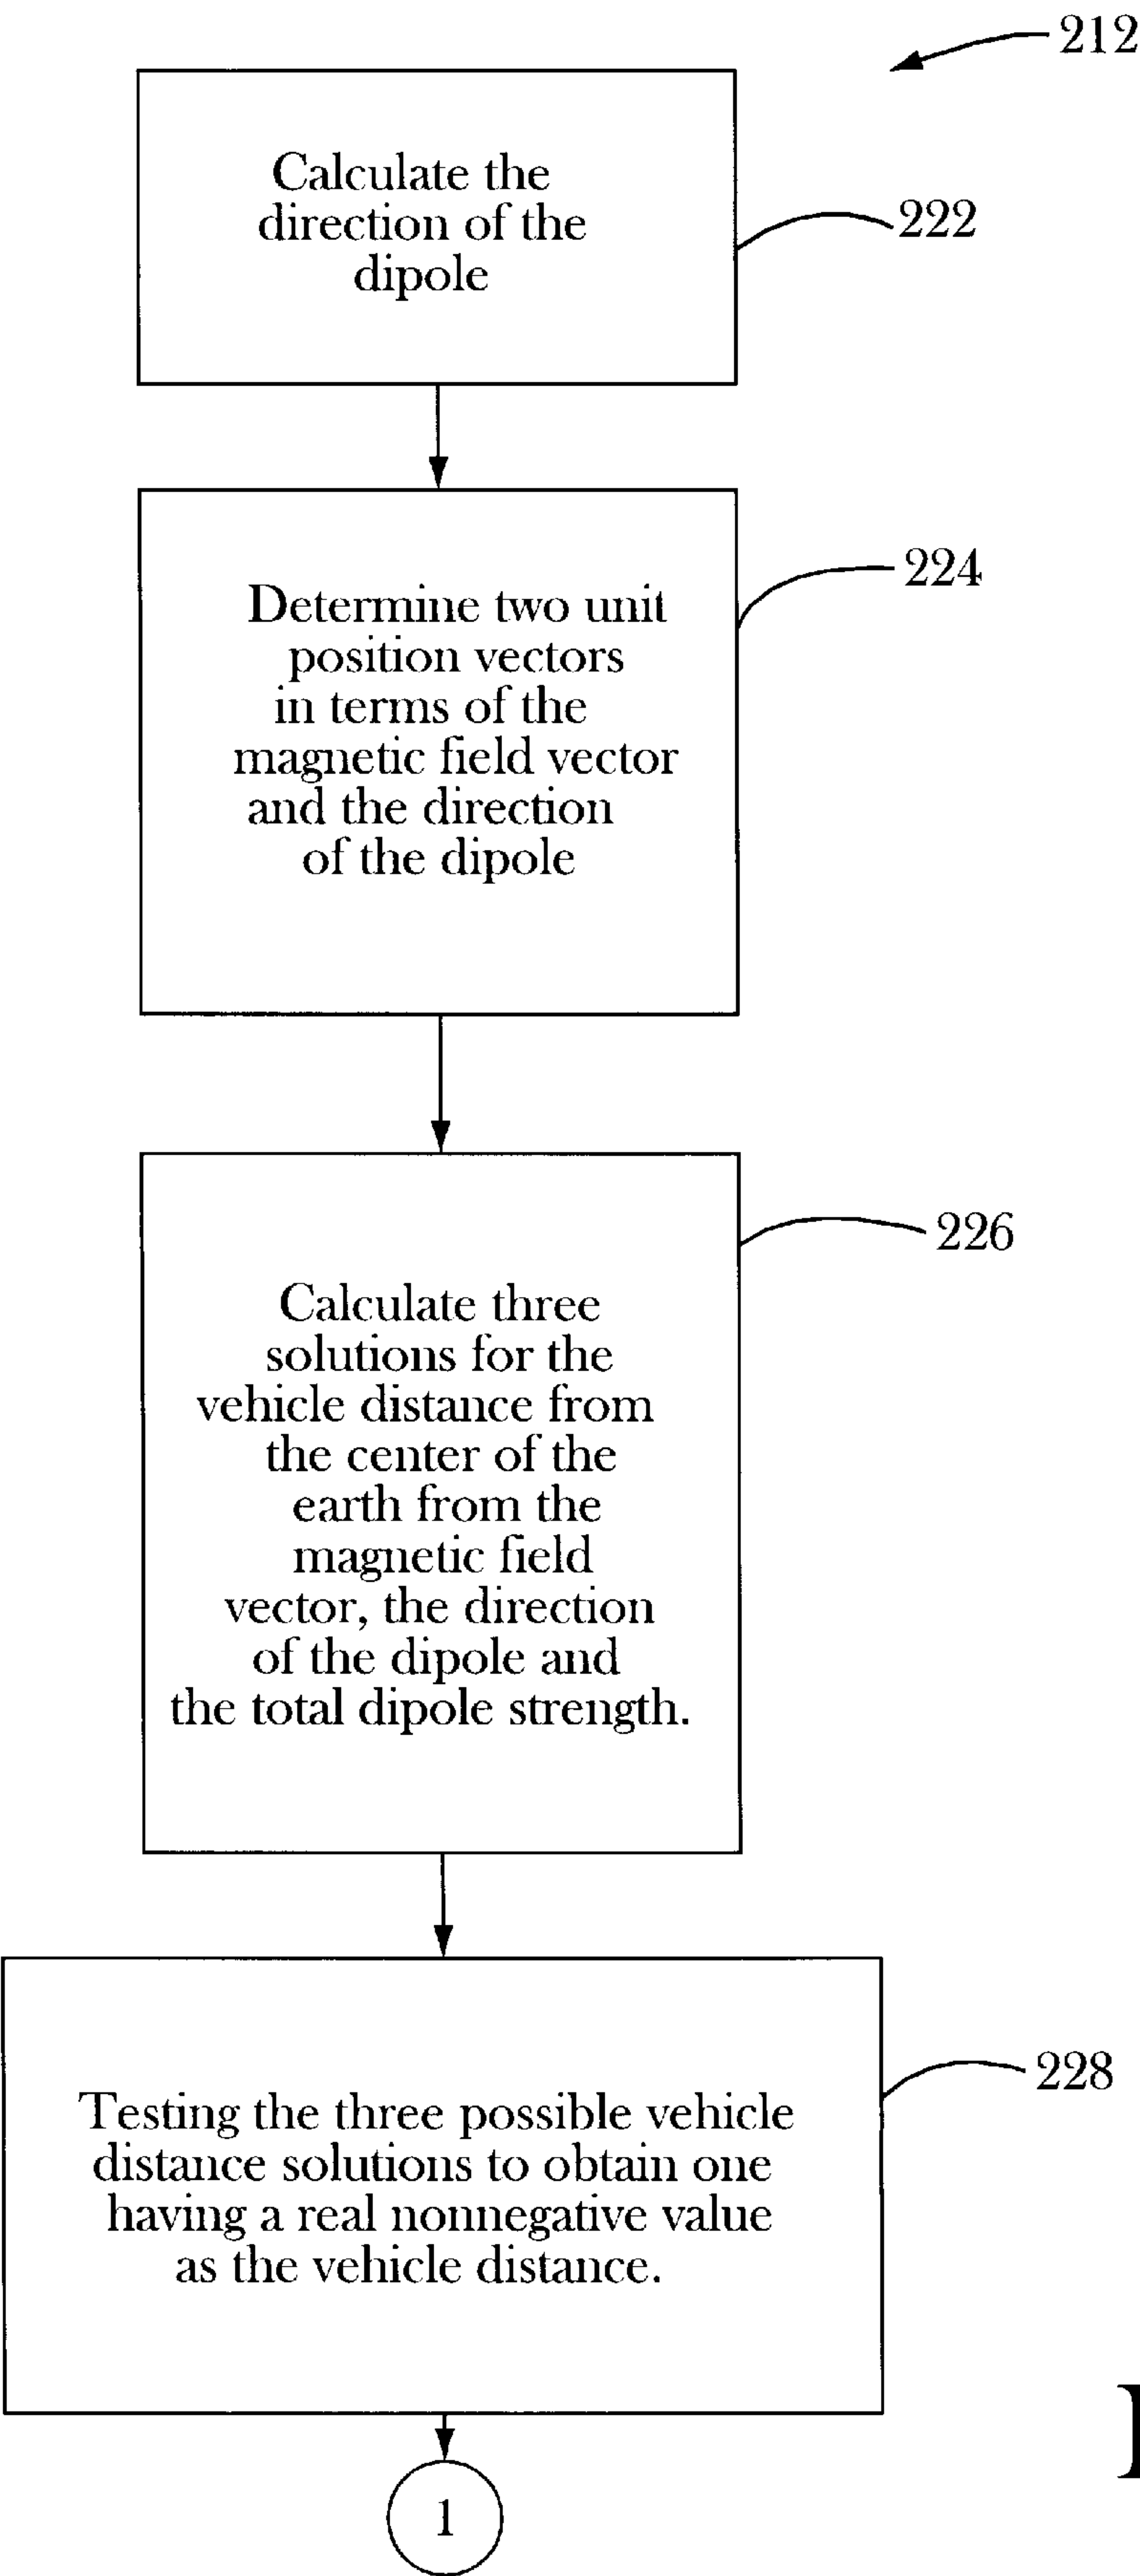 212
Calculate the
direction of the
dipole
222
Determine two unit
position vectors
in terms of the
magnetic field vector
and the direction
of the dipole
224
226
Calculate three
solutions for the
vehicle distance from
the center of the
earth from the
magnetic field
vector, the direction
of the dipole and
the total dipole strength.
228
Testing the three possible vehicle
distance solutions to obtain one
having a real nonnegative value
as the vehicle distance.
1